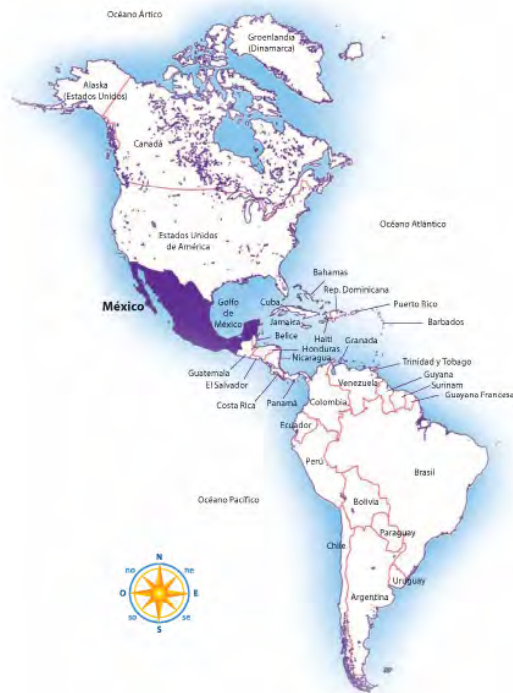 Océano Ártico
Groenlandia
(Dinamarca)
Alaska
(Estados Unidos)
Canadá
Océano Atlántico
Estados Unidos
de América
Bahamas
Rep. Dominicana
Puerto Rico
México
Golfo
de
México
Cuba
Jamaica
Haití
Barbados
Belice
Honduras
Nicaragua
Granada
Guatemala
El Salvador
Costa Rica
Panamá
Trinidad y Tobago
Guyana
Surinam
Guayana Francesa
Venezuela
Colombia
Ecuador
Perú
Brasil
Bolivia
Océano Pacífico
Paraguay
Chile
Uruguay
Argentina
N
no
ne
O
E
so
se
S